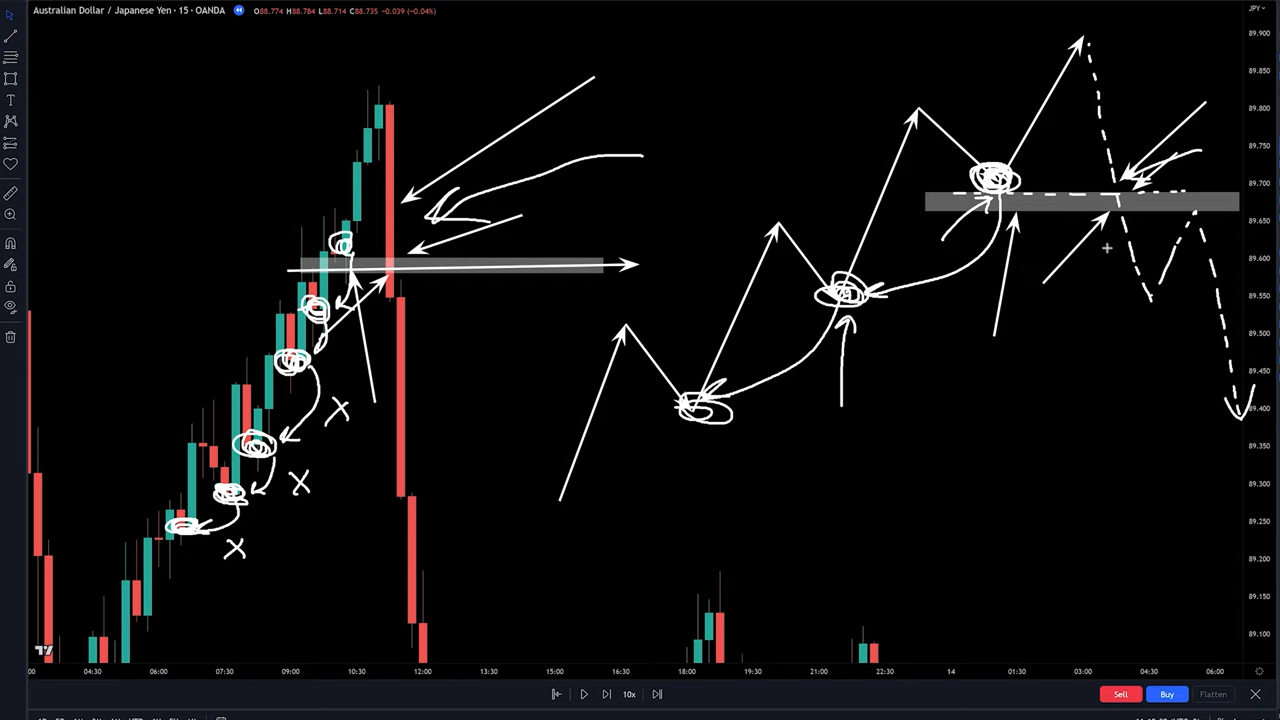 Australian Dollar / Japanese Yen · 15 · OANDA O88.774 H88.784 L88.714 C88.735 −0.039 (−0.04%) JPY
89.900
89.850
89.800
89.750
89.700
89.650
89.600
89.550
89.500
89.450
89.400
89.350
89.300
89.250
89.200
89.150
89.100
X
X
X
04:30 06:00 07:30 09:00 10:30 12:00 13:30 15:00 16:30 18:00 19:30 21:00 22:30 14 01:30 03:00 04:30 06:00
10x Sell Buy Flatten